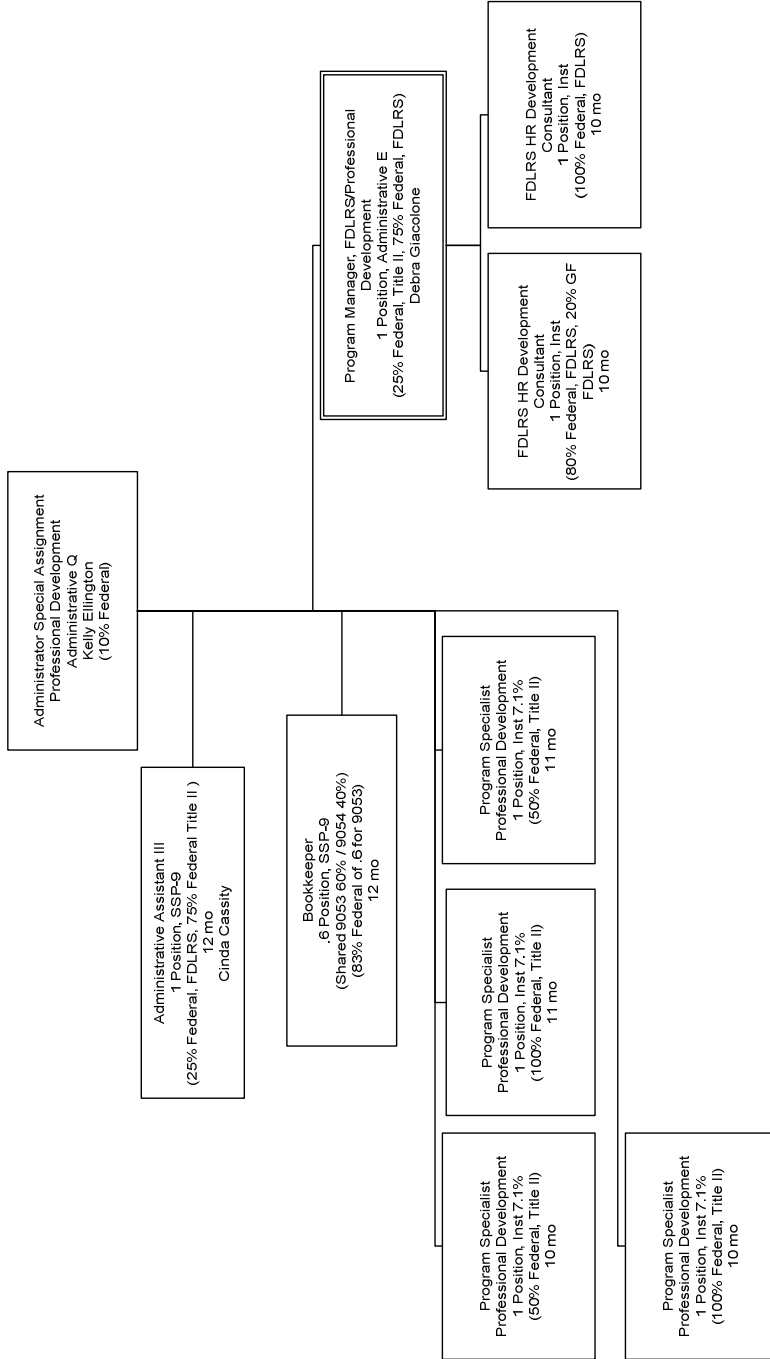 Administrator Special Assignment
Professional Development
Administrative Q
Kelly Ellington
(10% Federal)
Administrative Assistant III
1 Position, SSP-9
(25% Federal, FDLRS, 75% Federal Title II )
12 mo
Cinda Cassity
Bookkeeper
.6 Position, SSP-9
(Shared 9053 60% / 9054 40%)
(83% Federal of .6 for 9053)
12 mo
Program Manager, FDLRS/Professional
Development
1 Position, Administrative E
(25% Federal, Title II, 75% Federal, FDLRS)
Debra Giacolone
Program Specialist
Professional Development
1 Position, Inst 7.1%
(50% Federal, Title II)
10 mo
Program Specialist
Professional Development
1 Position, Inst 7.1%
(100% Federal, Title II)
11 mo
Program Specialist
Professional Development
1 Position, Inst 7.1%
(50% Federal, Title II)
11 mo
FDLRS HR Development
Consultant
1 Position, Inst
(80% Federal, FDLRS, 20% GF
FDLRS)
10 mo
FDLRS HR Development
Consultant
1 Position, Inst
(100% Federal, FDLRS)
10 mo
Program Specialist
Professional Development
1 Position, Inst 7.1%
(100% Federal, Title II)
10 mo